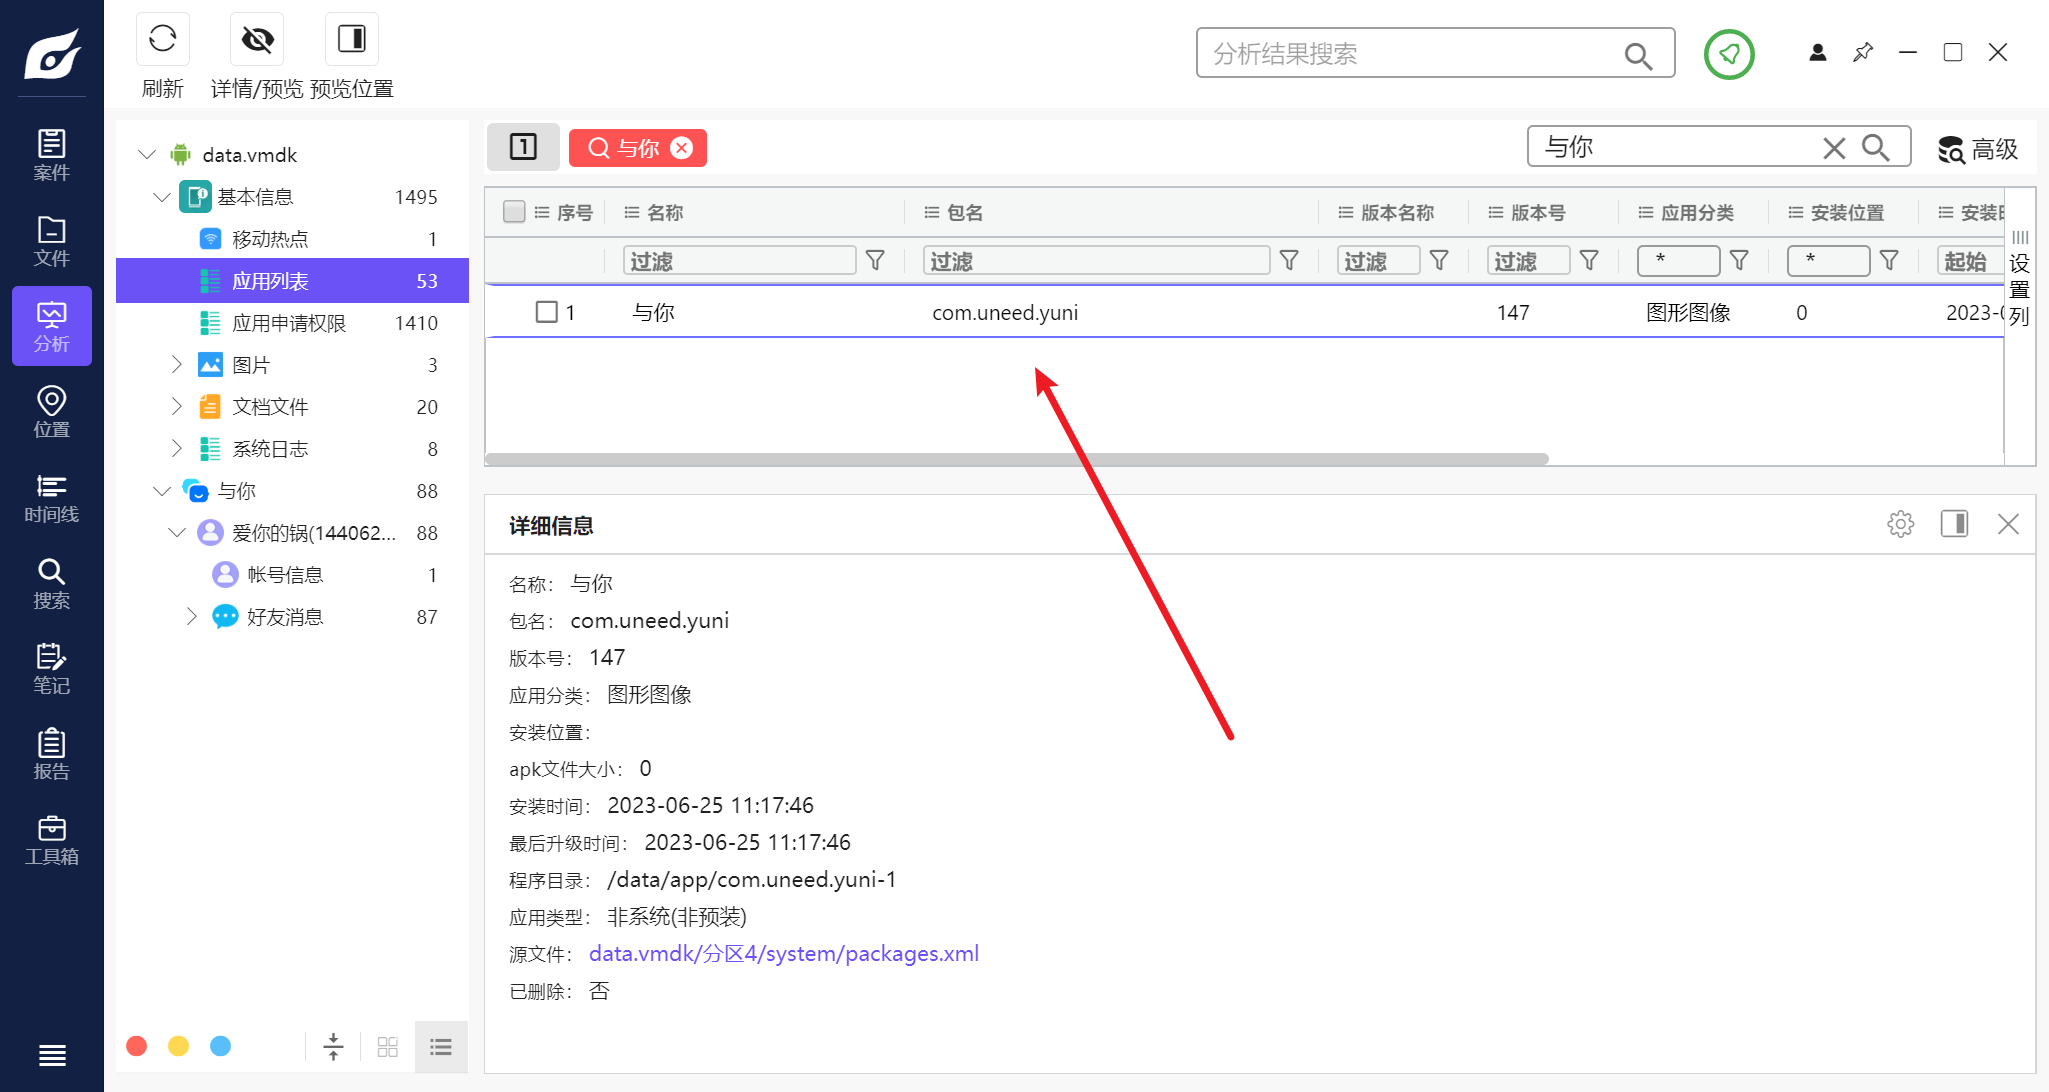 刷新
详情/预览
预览位置
分析结果搜索
案件
文件
分析
位置
时间线
搜索
笔记
报告
工具箱
data.vmdk
基本信息 1495
移动热点 1
应用列表 53
应用申请权限 1410
图片 3
文档文件 20
系统日志 8
与你 88
爱你的锅(144062... 88
帐号信息 1
好友消息 87
1
与你
与你
高级
序号 名称 包名 版本名称 版本号 应用分类 安装位置 安装
过滤 过滤 过滤 过滤 * * 起始
1 与你 com.uneed.yuni 147 图形图像 0 2023-
设置列
详细信息
名称： 与你
包名： com.uneed.yuni
版本号： 147
应用分类： 图形图像
安装位置：
apk文件大小： 0
安装时间： 2023-06-25 11:17:46
最后升级时间： 2023-06-25 11:17:46
程序目录： /data/app/com.uneed.yuni-1
应用类型： 非系统(非预装)
源文件： data.vmdk/分区4/system/packages.xml
已删除： 否